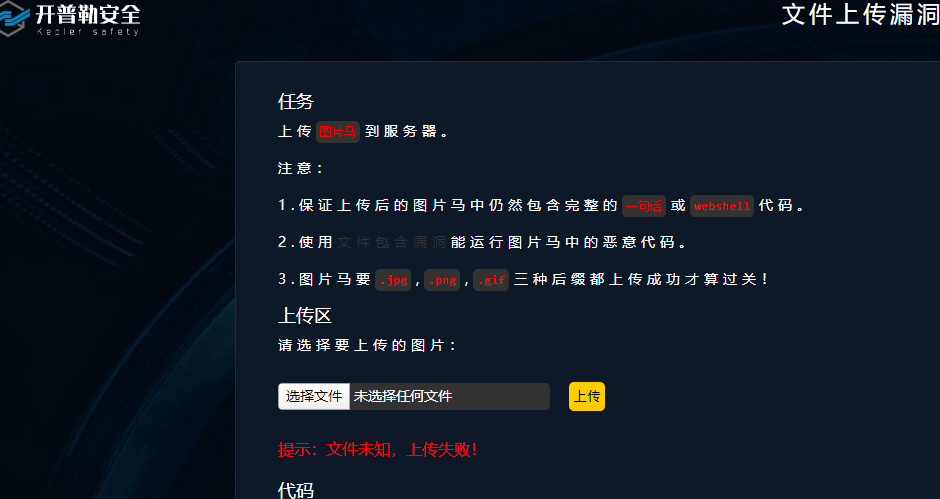 开普勒安全
Kepler safety
文件上传漏洞
任务
上传 图片马 到服务器。
注意：
1.保证上传后的图片马中仍然包含完整的 一句话 或 webshell 代码。
2.使用文件包含漏洞能运行图片马中的恶意代码。
3.图片马要 .jpg , .png , .gif 三种后缀都上传成功才算过关！
上传区
请选择要上传的图片：
选择文件 未选择任何文件 上传
提示：文件未知，上传失败！
代码